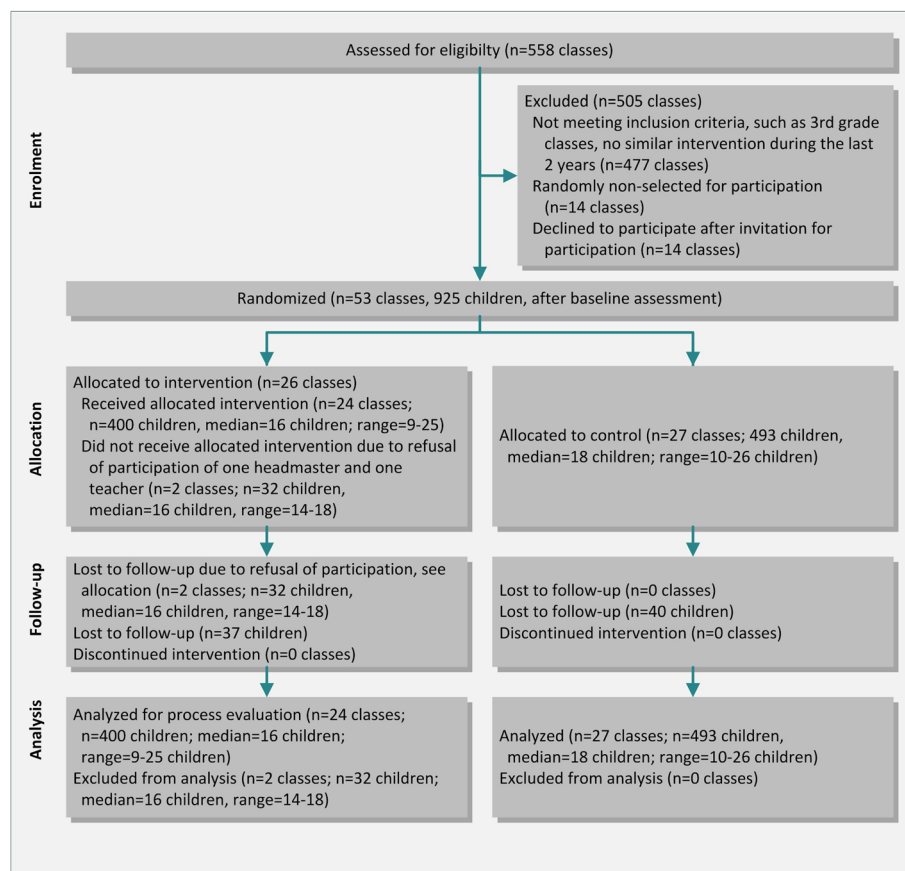 Assessed for eligibilty (n=558 classes)
Enrolment
Excluded (n=505 classes)
Not meeting inclusion criteria, such as 3rd grade
classes, no similar intervention during the last
2 years (n=477 classes)
Randomly non-selected for participation
(n=14 classes)
Declined to participate after invitation for
participation (n=14 classes)
Randomized (n=53 classes, 925 children, after baseline assessment)
Allocation
Allocated to intervention (n=26 classes)
Received allocated intervention (n=24 classes;
n=400 children, median=16 children; range=9-25)
Did not receive allocated intervention due to refusal
of participation of one headmaster and one
teacher (n=2 classes; n=32 children,
median=16 children, range=14-18)
Allocated to control (n=27 classes; 493 children,
median=18 children; range=10-26 children)
Follow-up
Lost to follow-up due to refusal of participation, see
allocation (n=2 classes; n=32 children,
median=16 children, range=14-18)
Lost to follow-up (n=37 children)
Discontinued intervention (n=0 classes)
Lost to follow-up (n=0 classes)
Lost to follow-up (n=40 children)
Discontinued intervention (n=0 classes)
Analysis
Analyzed for process evaluation (n=24 classes;
n=400 children; median=16 children;
range=9-25 children)
Excluded from analysis (n=2 classes; n=32 children;
median=16 children, range=14-18)
Analyzed (n=27 classes; n=493 children,
median=18 children; range=10-26 children)
Excluded from analysis (n=0 classes)